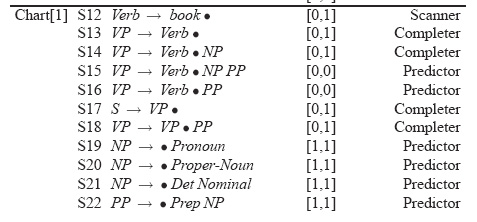 Chart[1] S12 Verb → book • [0,1] Scanner
S13 VP → Verb • [0,1] Completer
S14 VP → Verb • NP [0,1] Completer
S15 VP → Verb • NP PP [0,0] Predictor
S16 VP → Verb • PP [0,0] Predictor
S17 S → VP • [0,1] Completer
S18 VP → VP • PP [0,1] Completer
S19 NP → • Pronoun [1,1] Predictor
S20 NP → • Proper-Noun [1,1] Predictor
S21 NP → • Det Nominal [1,1] Predictor
S22 PP → • Prep NP [1,1] Predictor